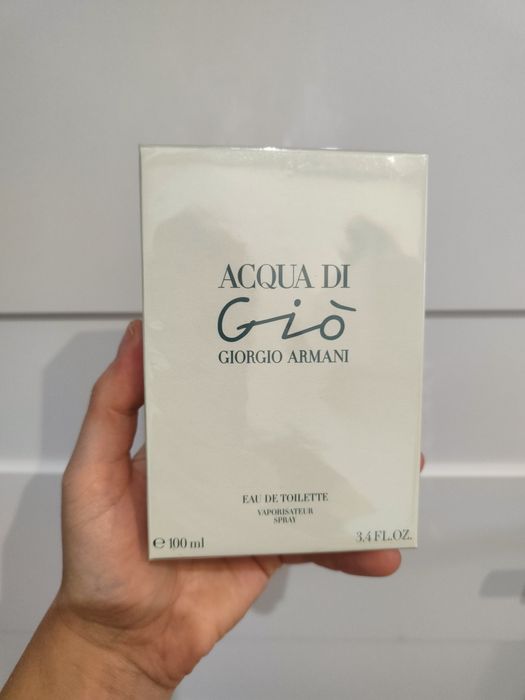 ACQUA DI
Giò
GIORGIO ARMANI
EAU DE TOILETTE
VAPORISATEUR
SPRAY
℮ 100 ml
3,4 FL.OZ.